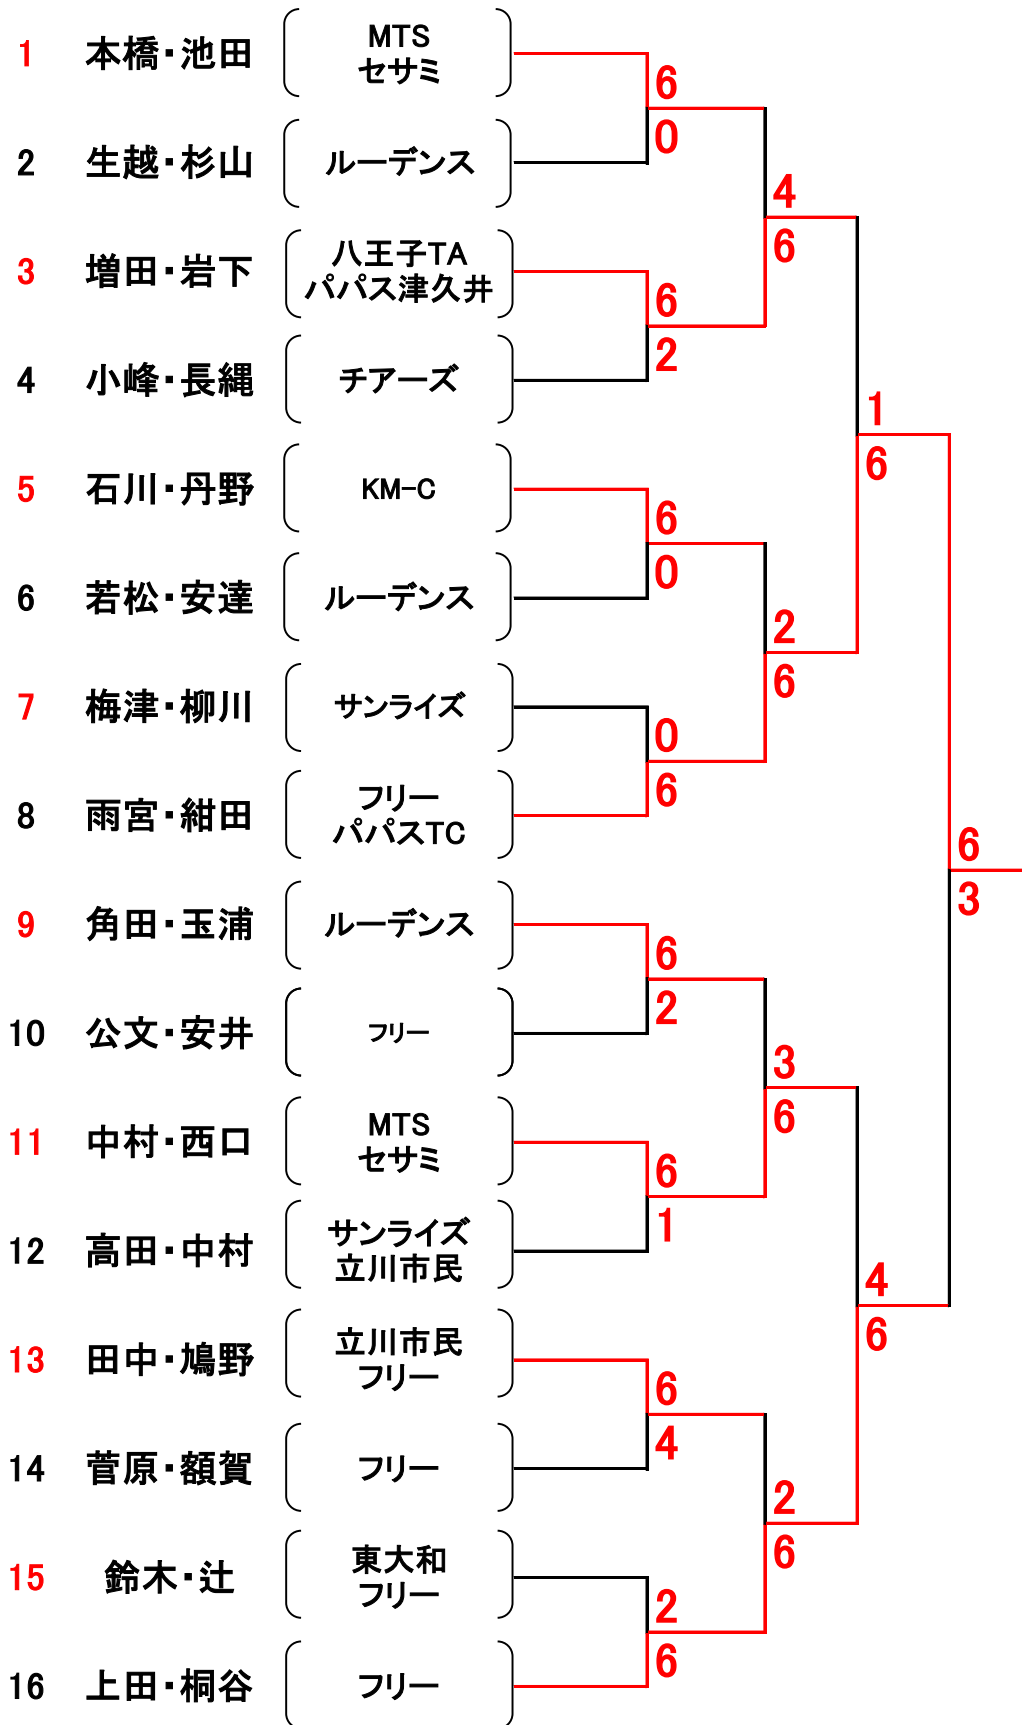 1 本橋・池田 MTS
セサミ
6
0
2 生越・杉山 ルーデンス
4
6
3 増田・岩下 八王子TA
パパス津久井
6
2
4 小峰・長縄 チアーズ
1
6
5 石川・丹野 KM-C
6
0
6 若松・安達 ルーデンス
2
6
7 梅津・柳川 サンライズ
0
6
8 雨宮・紺田 フリー
パパスTC
6
3
9 角田・玉浦 ルーデンス
6
2
10 公文・安井 フリー
3
6
11 中村・西口 MTS
セサミ
6
1
12 高田・中村 サンライズ
立川市民
4
6
13 田中・鳩野 立川市民
フリー
6
4
14 菅原・額賀 フリー
2
6
15 鈴木・辻 東大和
フリー
2
6
16 上田・桐谷 フリー